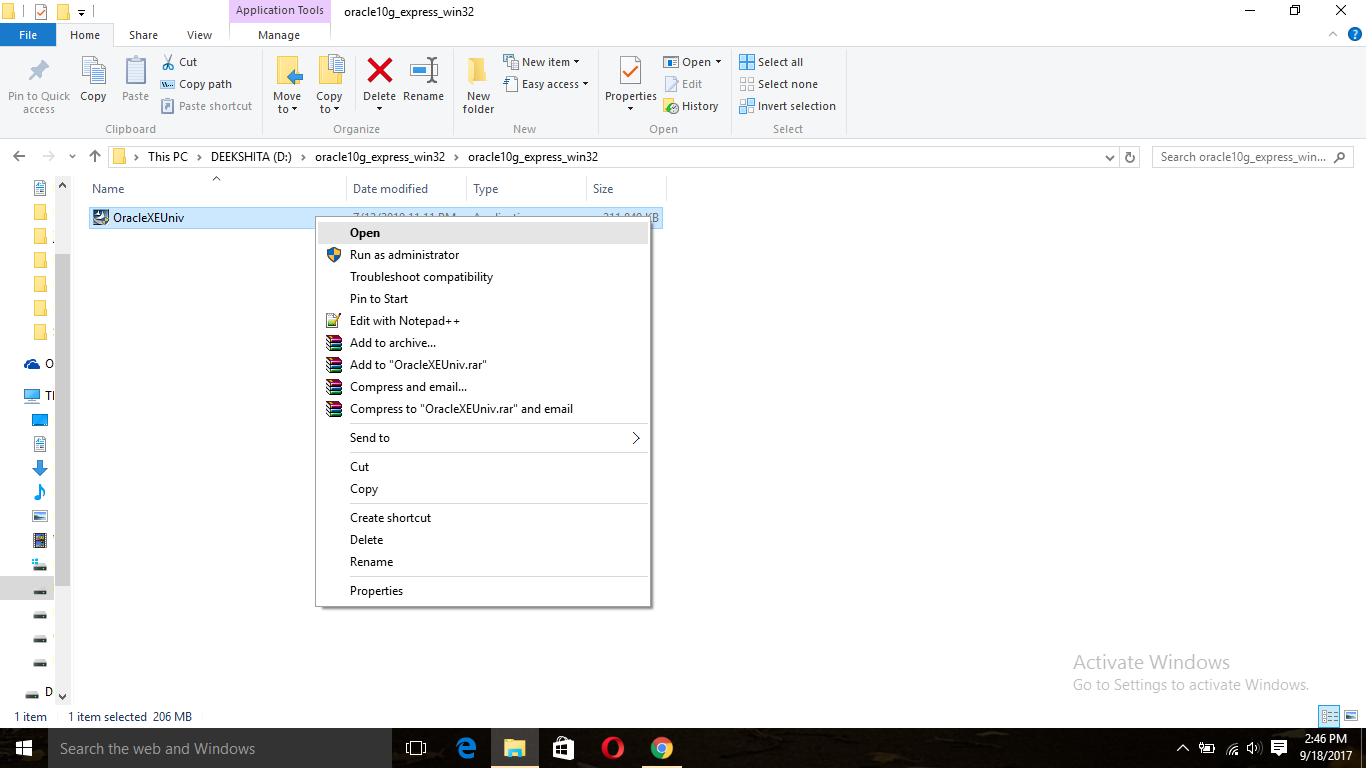 Application Tools oracle10g_express_win32
File Home Share View Manage
Pin to Quick access
Copy
Paste
Cut
Copy path
Paste shortcut
Clipboard
Move to
Copy to
Delete
Rename
Organize
New folder
New item
Easy access
New
Properties
Open
Edit
History
Open
Select all
Select none
Invert selection
Select
This PC DEEKSHITA (D:) oracle10g_express_win32 oracle10g_express_win32
Search oracle10g_express_win...
Name Date modified Type Size
OracleXEUniv
Open
Run as administrator
Troubleshoot compatibility
Pin to Start
Edit with Notepad++
Add to archive...
Add to "OracleXEUniv.rar"
Compress and email...
Compress to "OracleXEUniv.rar" and email
Send to
Cut
Copy
Create shortcut
Delete
Rename
Properties
Activate Windows
Go to Settings to activate Windows.
1 item 1 item selected 206 MB
Search the web and Windows
2:46 PM
9/18/2017